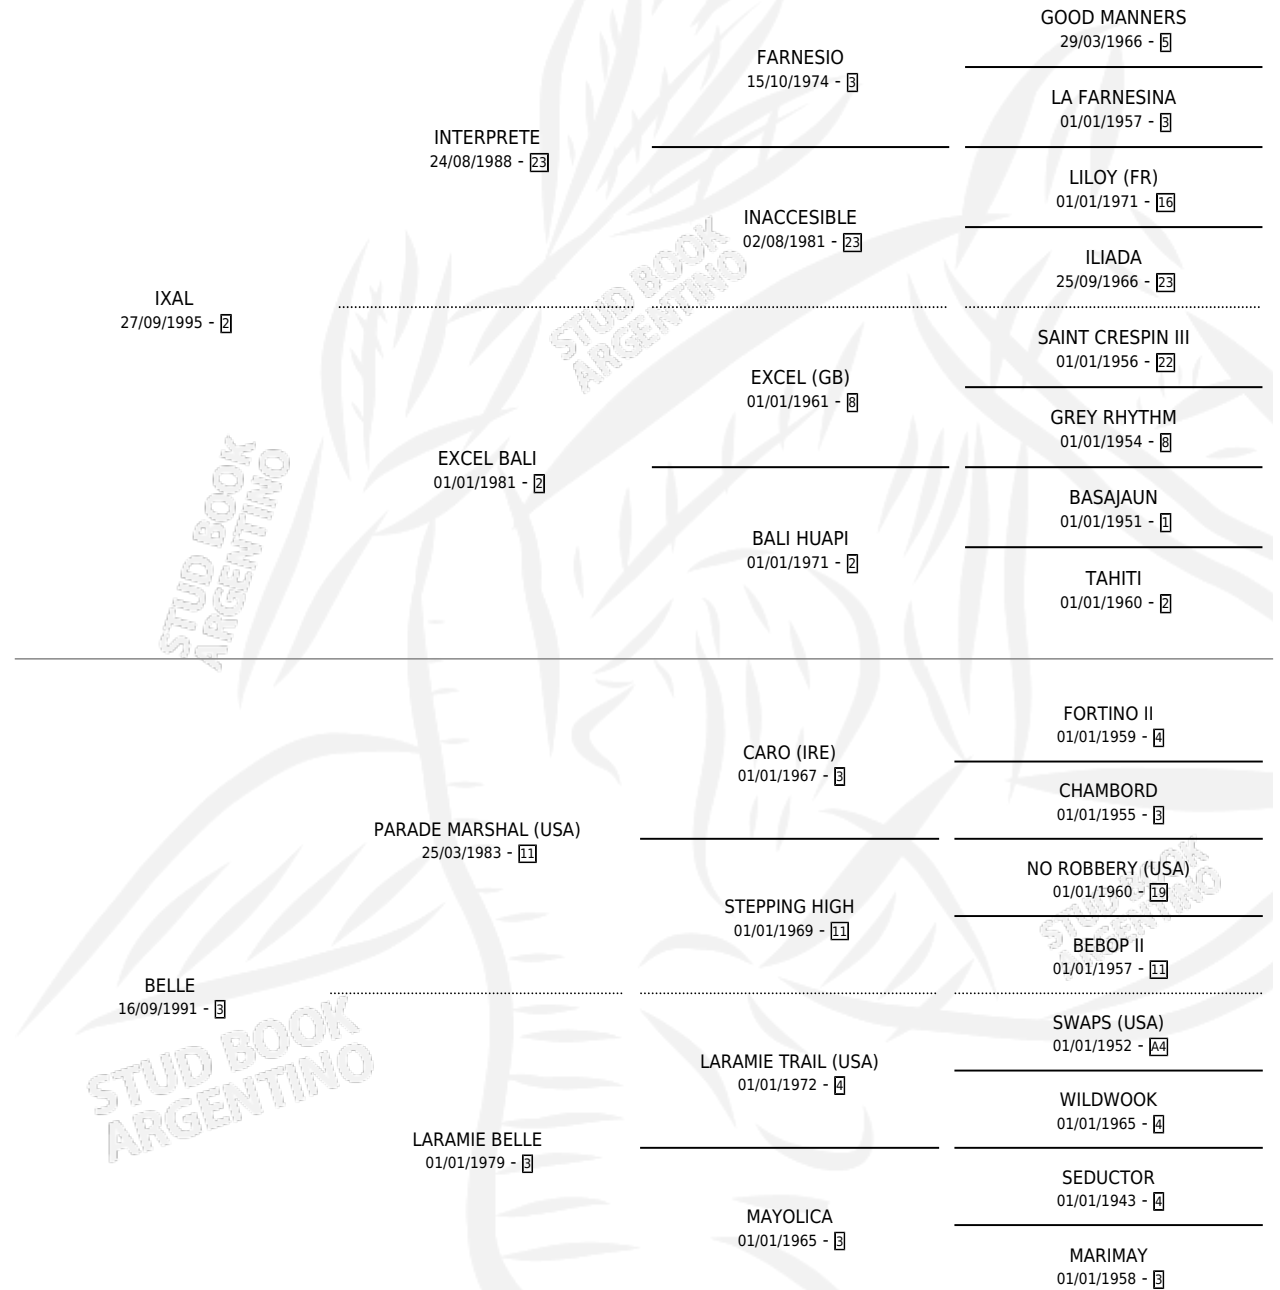 GOOD MANNERS
29/03/1966 - 5
FARNESIO
15/10/1974 - 3
LA FARNESINA
01/01/1957 - 3
INTERPRETE
24/08/1988 - 23
LILOY (FR)
01/01/1971 - 16
INACCESIBLE
02/08/1981 - 23
ILIADA
25/09/1966 - 23
IXAL
27/09/1995 - 2
SAINT CRESPIN III
01/01/1956 - 22
EXCEL (GB)
01/01/1961 - 8
GREY RHYTHM
01/01/1954 - 8
EXCEL BALI
01/01/1981 - 2
BASAJAUN
01/01/1951 - 1
BALI HUAPI
01/01/1971 - 2
TAHITI
01/01/1960 - 2
FORTINO II
01/01/1959 - 4
CARO (IRE)
01/01/1967 - 3
CHAMBORD
01/01/1955 - 3
PARADE MARSHAL (USA)
25/03/1983 - 11
NO ROBBERY (USA)
01/01/1960 - 19
STEPPING HIGH
01/01/1969 - 11
BEBOP II
01/01/1957 - 11
BELLE
16/09/1991 - 3
SWAPS (USA)
01/01/1952 - A4
LARAMIE TRAIL (USA)
01/01/1972 - 4
WILDWOOK
01/01/1965 - 4
LARAMIE BELLE
01/01/1979 - 3
SEDUCTOR
01/01/1943 - 4
MAYOLICA
01/01/1965 - 3
MARIMAY
01/01/1958 - 3
STUD BOOK
ARGENTINO
STUD BOOK
ARGENTINO
STUD BOOK
ARGENTINO
STUD BOOK
ARGENTINO